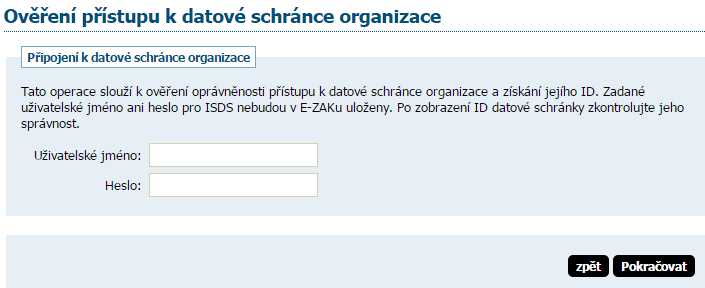 Ověření přístupu k datové schránce organizace
Připojení k datové schránce organizace
Tato operace slouží k ověření oprávněnosti přístupu k datové schránce organizace a získání jejího ID. Zadané
uživatelské jméno ani heslo pro ISDS nebudou v E-ZAKu uloženy. Po zobrazení ID datové schránky zkontrolujte jeho
správnost.
Uživatelské jméno:
Heslo:
zpět Pokračovat